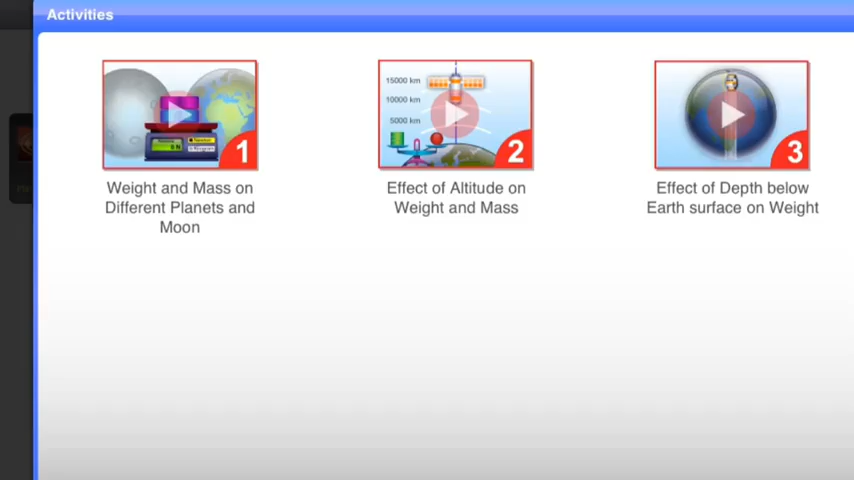 Activities
1
Weight and Mass on
Different Planets and
Moon
15000 km
10000 km
5000 km
2
Effect of Altitude on
Weight and Mass
3
Effect of Depth below
Earth surface on Weight